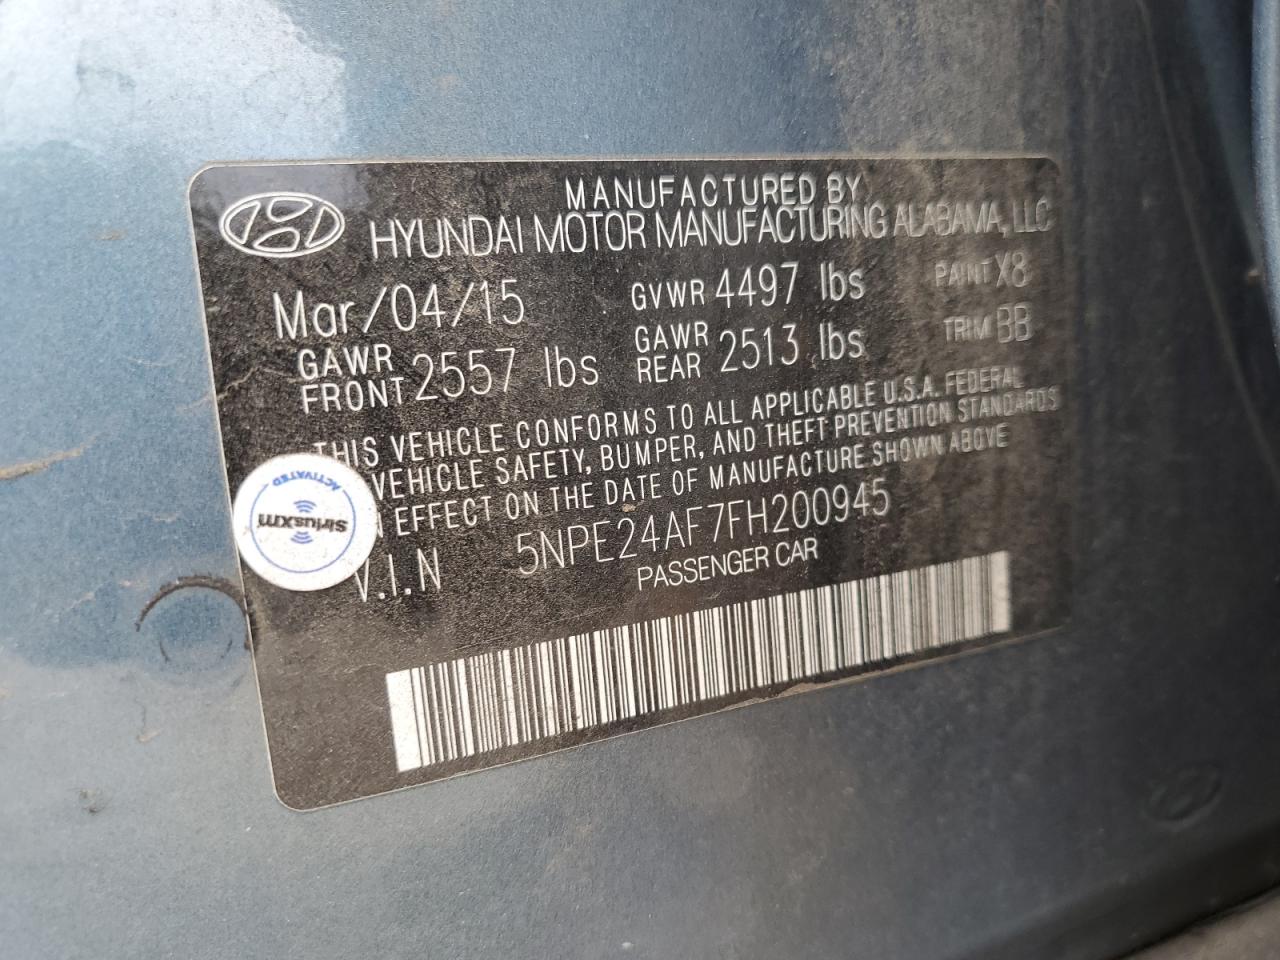 MANUFACTURED BY
HYUNDAI MOTOR MANUFACTURING ALABAMA, LLC
Mar/04/15 GVWR 4497 lbs PAINT X8
GAWR FRONT 2557 lbs GAWR REAR 2513 lbs TRIM BB
THIS VEHICLE CONFORMS TO ALL APPLICABLE U.S.A. FEDERAL
VEHICLE SAFETY, BUMPER, AND THEFT PREVENTION STANDARDS
N EFFECT ON THE DATE OF MANUFACTURE SHOWN ABOVE
V.I.N 5NPE24AF7FH200945
PASSENGER CAR
siriusxm
ACTIVATED